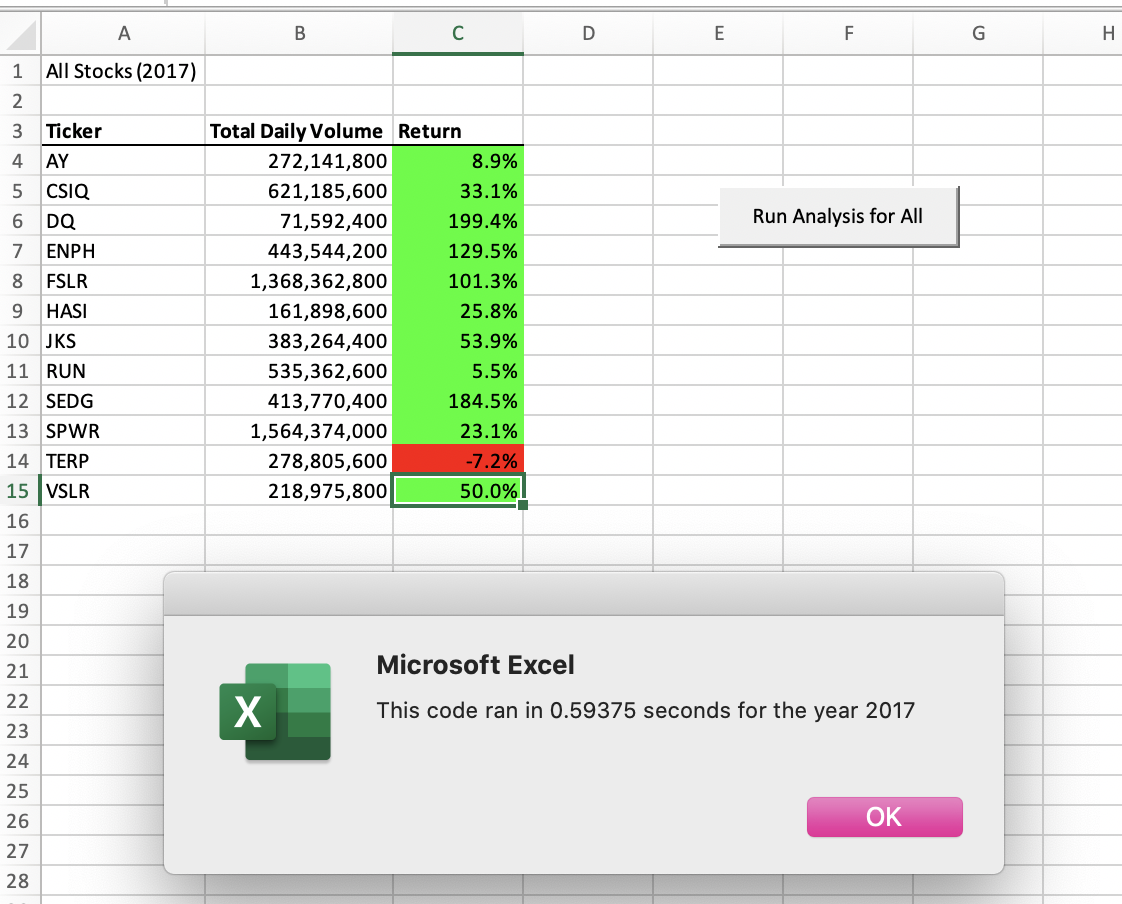 A B C D E F G H
1 All Stocks (2017)
2
3 Ticker Total Daily Volume Return
4 AY 272,141,800 8.9%
5 CSIQ 621,185,600 33.1%
6 DQ 71,592,400 199.4%
Run Analysis for All
7 ENPH 443,544,200 129.5%
8 FSLR 1,368,362,800 101.3%
9 HASI 161,898,600 25.8%
10 JKS 383,264,400 53.9%
11 RUN 535,362,600 5.5%
12 SEDG 413,770,400 184.5%
13 SPWR 1,564,374,000 23.1%
14 TERP 278,805,600 -7.2%
15 VSLR 218,975,800 50.0%
16
17
18
19
20
21
22
23
24
25
26
27
28
Microsoft Excel
X
This code ran in 0.59375 seconds for the year 2017
OK